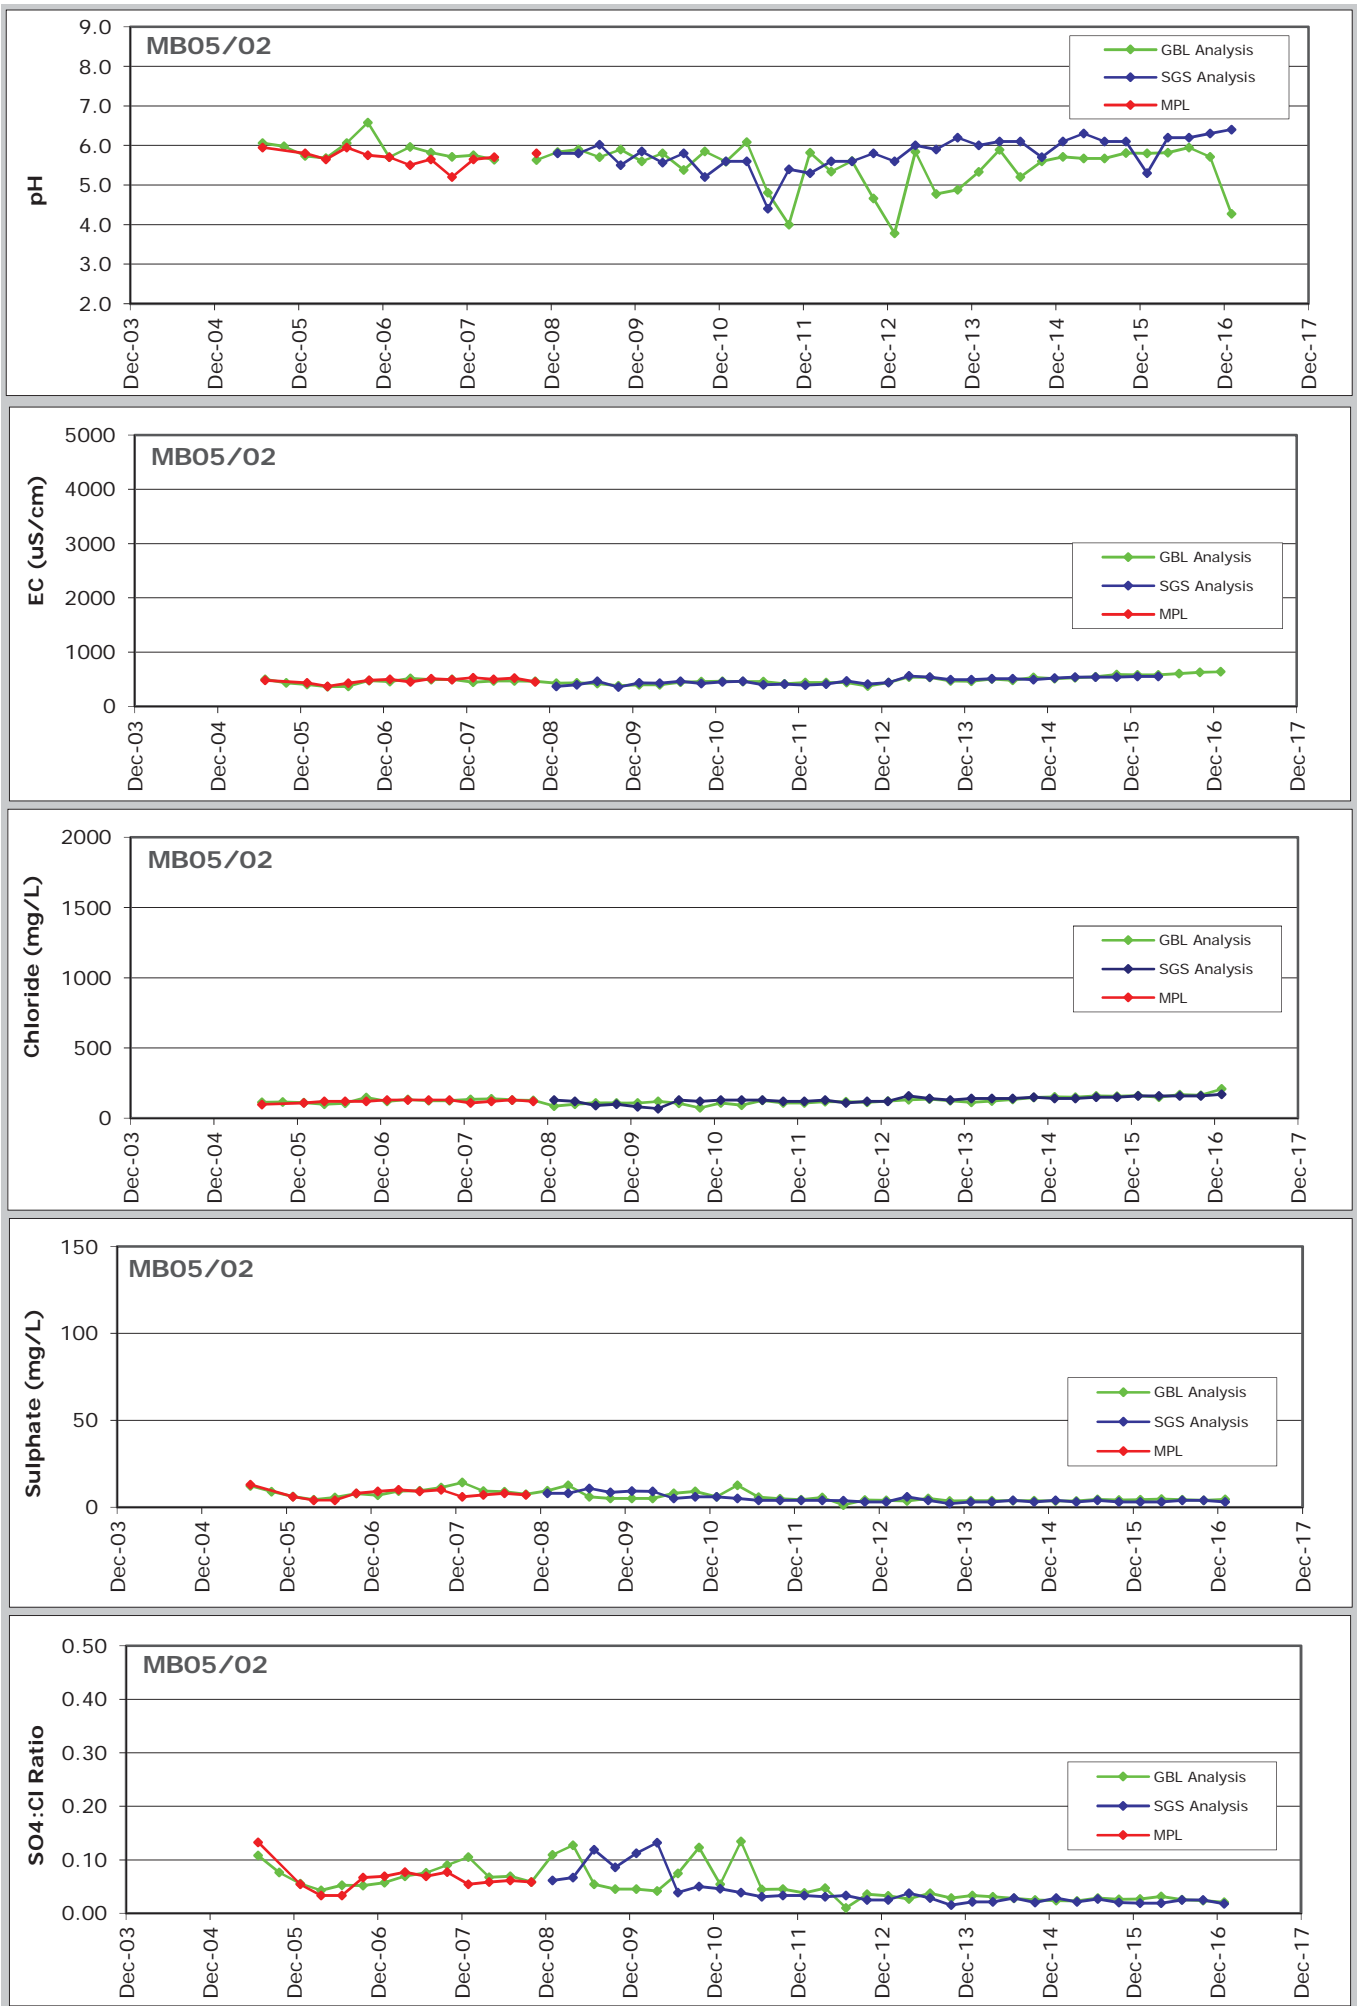 MB05/02
pH
9.0
8.0
7.0
6.0
5.0
4.0
3.0
2.0
GBL Analysis
SGS Analysis
MPL
Dec-03 Dec-04 Dec-05 Dec-06 Dec-07 Dec-08 Dec-09 Dec-10 Dec-11 Dec-12 Dec-13 Dec-14 Dec-15 Dec-16 Dec-17
MB05/02
EC (uS/cm)
5000
4000
3000
2000
1000
0
GBL Analysis
SGS Analysis
MPL
Dec-03 Dec-04 Dec-05 Dec-06 Dec-07 Dec-08 Dec-09 Dec-10 Dec-11 Dec-12 Dec-13 Dec-14 Dec-15 Dec-16 Dec-17
MB05/02
Chloride (mg/L)
2000
1500
1000
500
0
GBL Analysis
SGS Analysis
MPL
Dec-03 Dec-04 Dec-05 Dec-06 Dec-07 Dec-08 Dec-09 Dec-10 Dec-11 Dec-12 Dec-13 Dec-14 Dec-15 Dec-16 Dec-17
MB05/02
Sulphate (mg/L)
150
100
50
0
GBL Analysis
SGS Analysis
MPL
Dec-03 Dec-04 Dec-05 Dec-06 Dec-07 Dec-08 Dec-09 Dec-10 Dec-11 Dec-12 Dec-13 Dec-14 Dec-15 Dec-16 Dec-17
MB05/02
SO4:Cl Ratio
0.50
0.40
0.30
0.20
0.10
0.00
GBL Analysis
SGS Analysis
MPL
Dec-03 Dec-04 Dec-05 Dec-06 Dec-07 Dec-08 Dec-09 Dec-10 Dec-11 Dec-12 Dec-13 Dec-14 Dec-15 Dec-16 Dec-17